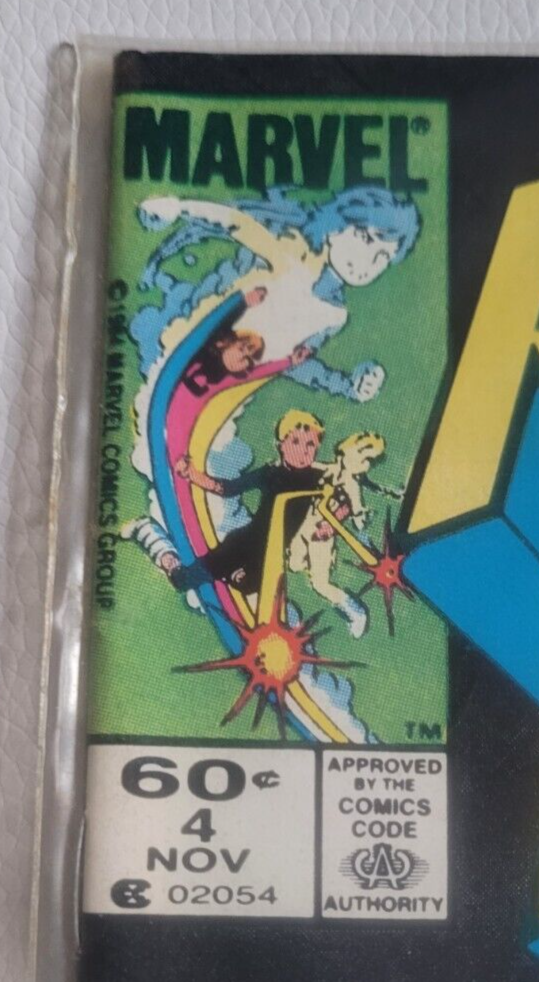 MARVEL®
© 1984 MARVEL COMICS GROUP
TM
60¢
4
NOV
02054
APPROVED
BY THE
COMICS
CODE
AUTHORITY